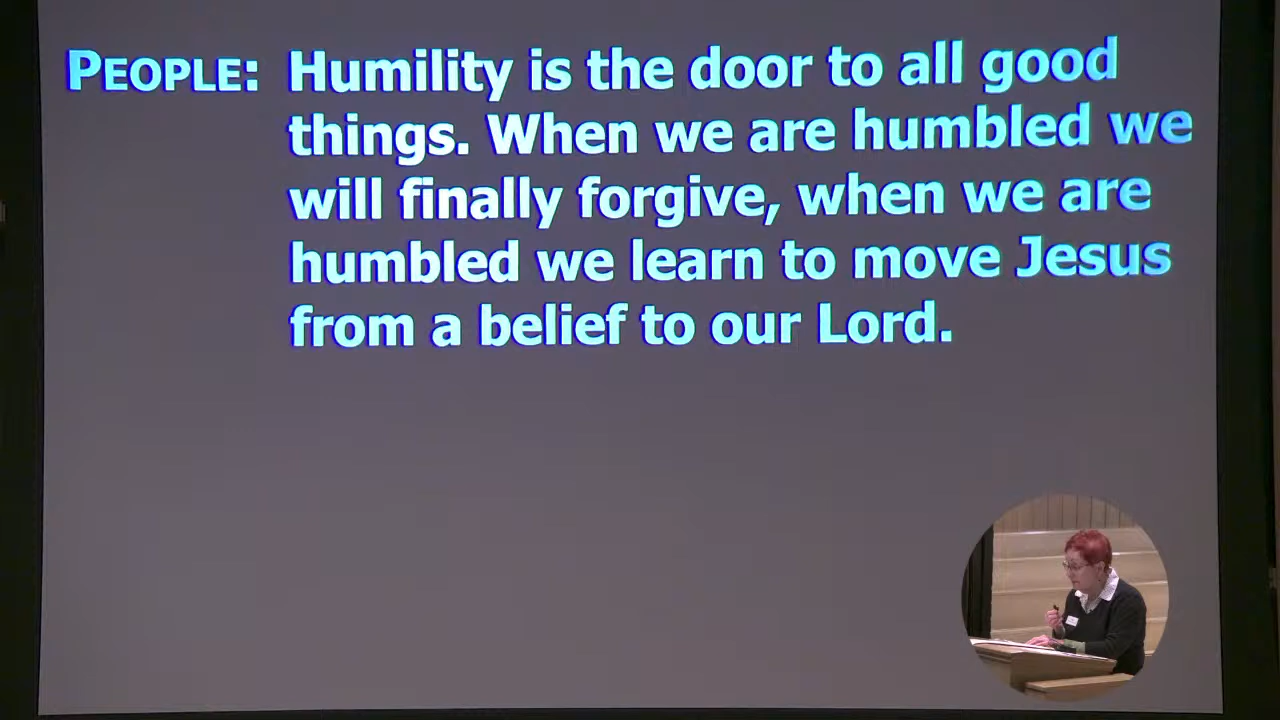 PEOPLE: Humility is the door to all good
things. When we are humbled we
will finally forgive, when we are
humbled we learn to move Jesus
from a belief to our Lord.